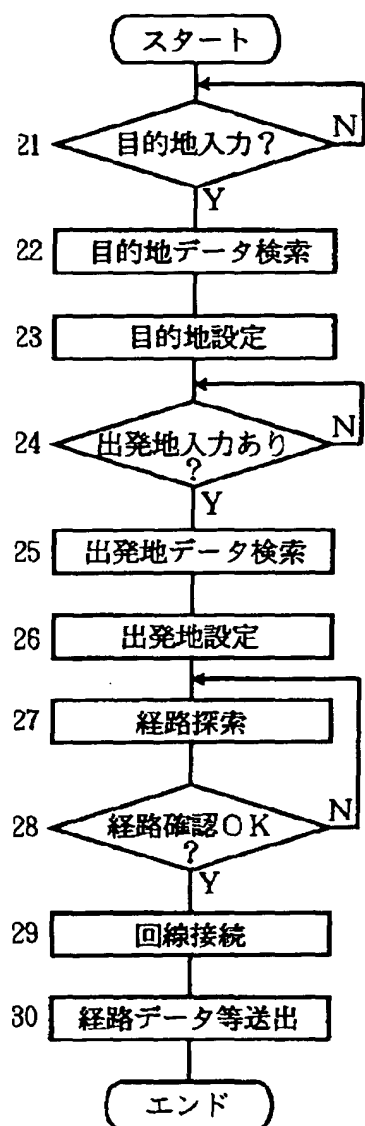 スタート
N
21 目的地入力？
Y
22 目的地データ検索
23 目的地設定
N
24 出発地入力あり
？
Y
25 出発地データ検索
26 出発地設定
27 経路探索
N
28 経路確認ＯＫ
？
Y
29 回線接続
30 経路データ等送出
エンド